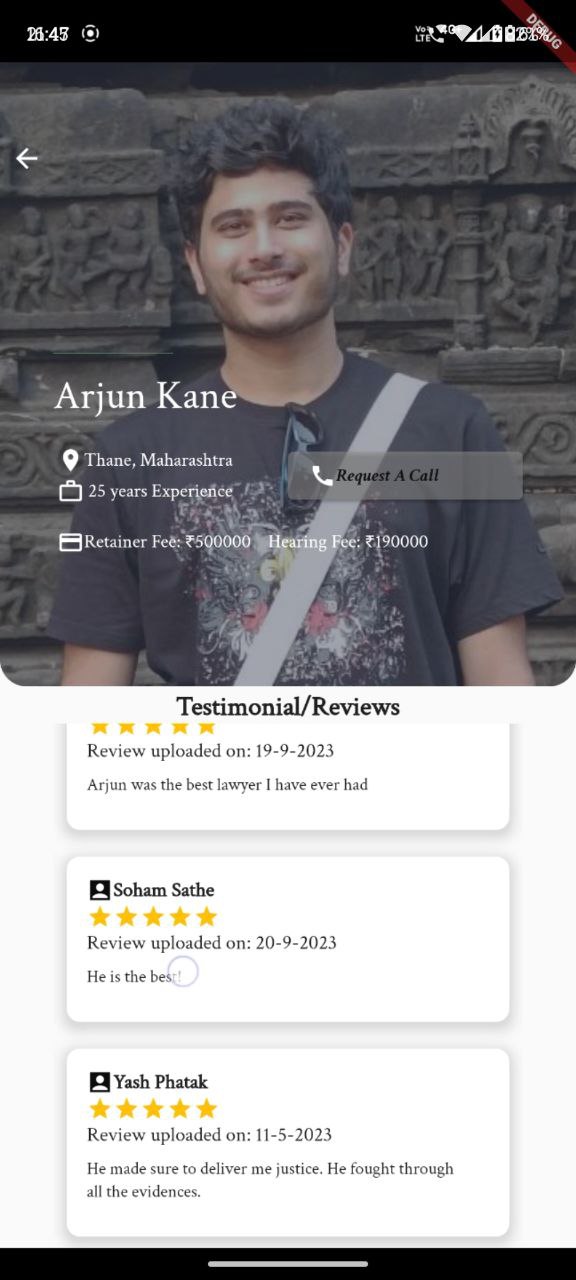 DEBUG
Arjun Kane
Thane, Maharashtra
25 years Experience
Request A Call
Retainer Fee: ₹500000 Hearing Fee: ₹190000
Testimonial/Reviews
Review uploaded on: 19-9-2023
Arjun was the best lawyer I have ever had
Soham Sathe
Review uploaded on: 20-9-2023
He is the best!
Yash Phatak
Review uploaded on: 11-5-2023
He made sure to deliver me justice. He fought through
all the evidences.